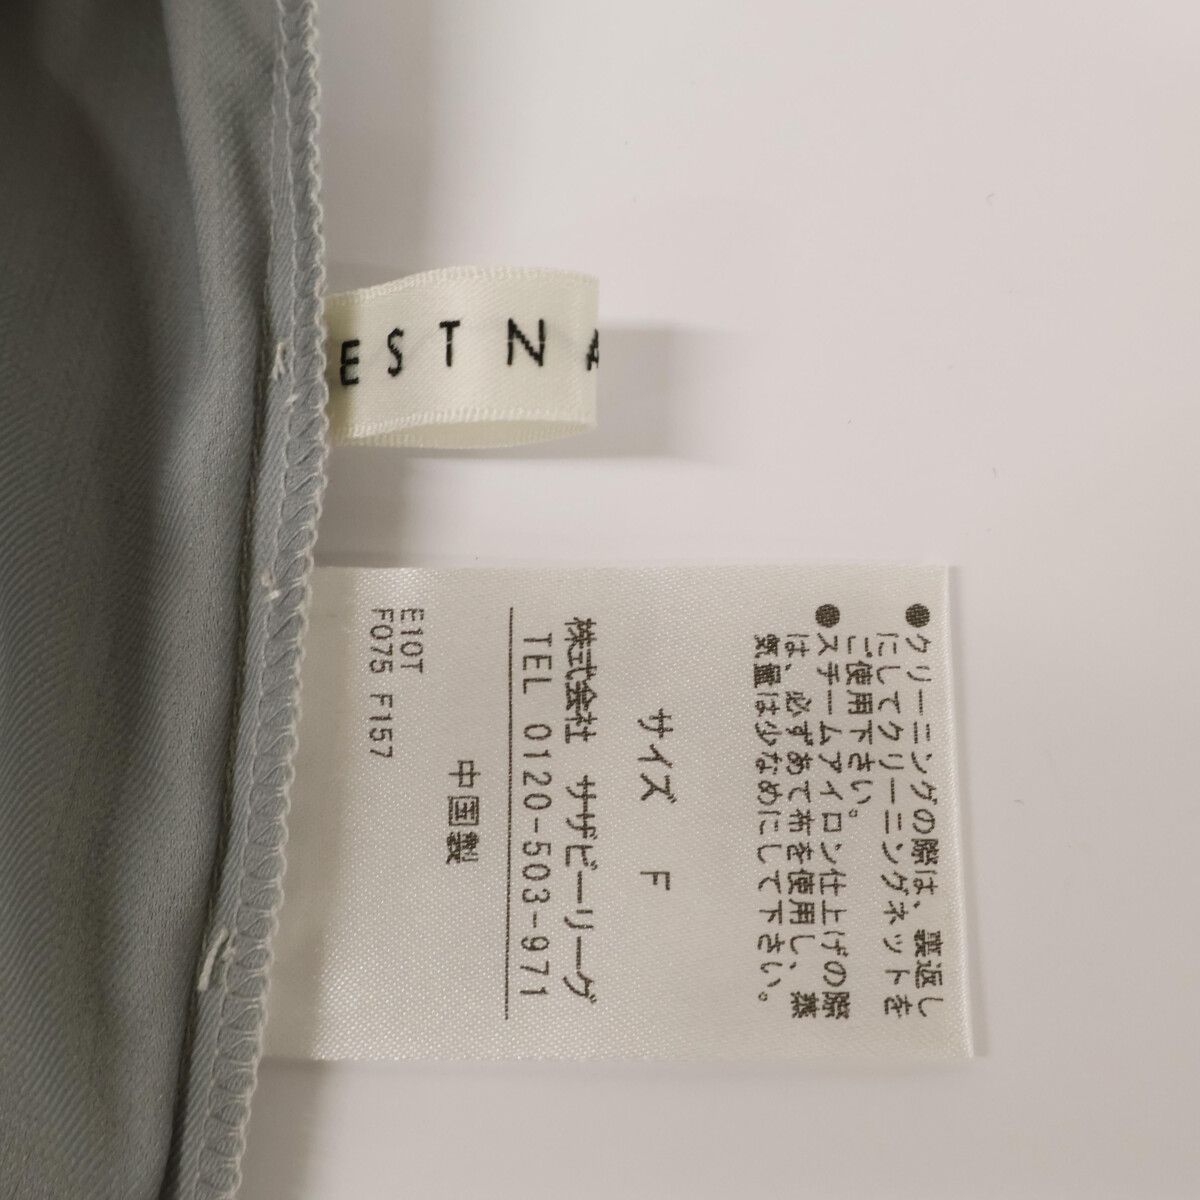 ESTNA
●クリーニングの際は、裏返し
にしてクリーニングネットを
ご使用下さい。
●スチームアイロン仕上げの際
は、必ずあて布を使用し、蒸
気量は少なめにして下さい。
サイズ F
株式会社 サザビーリーグ
TEL 0120-503-971
中国製
E10T
F075 F157